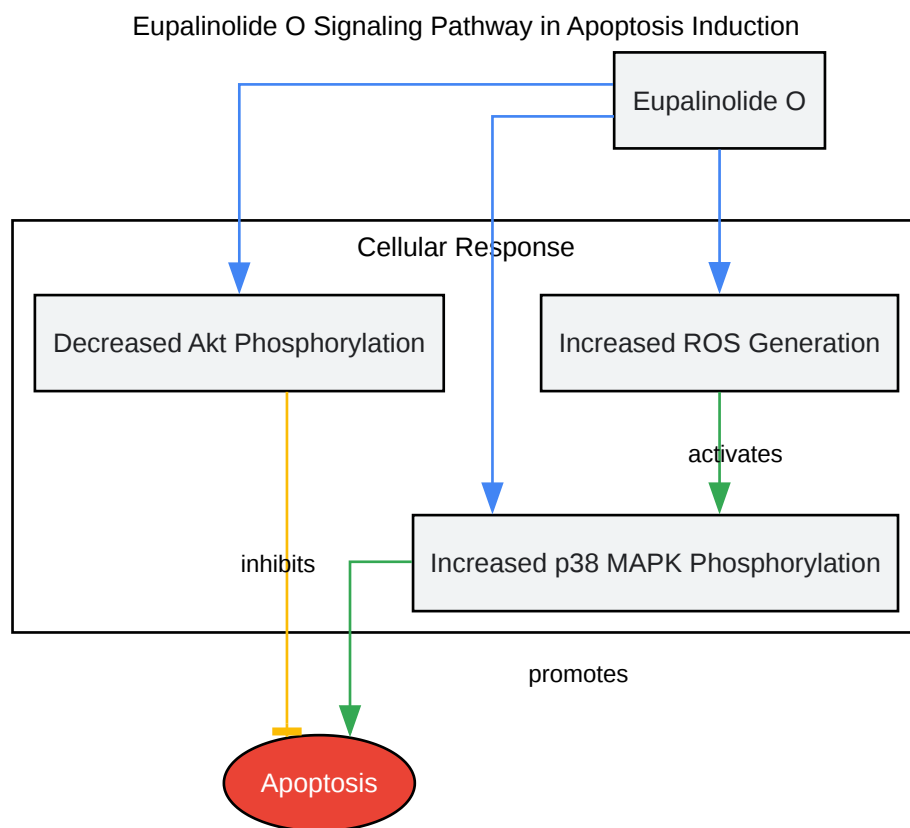 Eupalinolide O Signaling Pathway in Apoptosis Induction
Eupalinolide O
Cellular Response
Decreased Akt Phosphorylation
Increased ROS Generation
activates
inhibits
Increased p38 MAPK Phosphorylation
promotes
Apoptosis